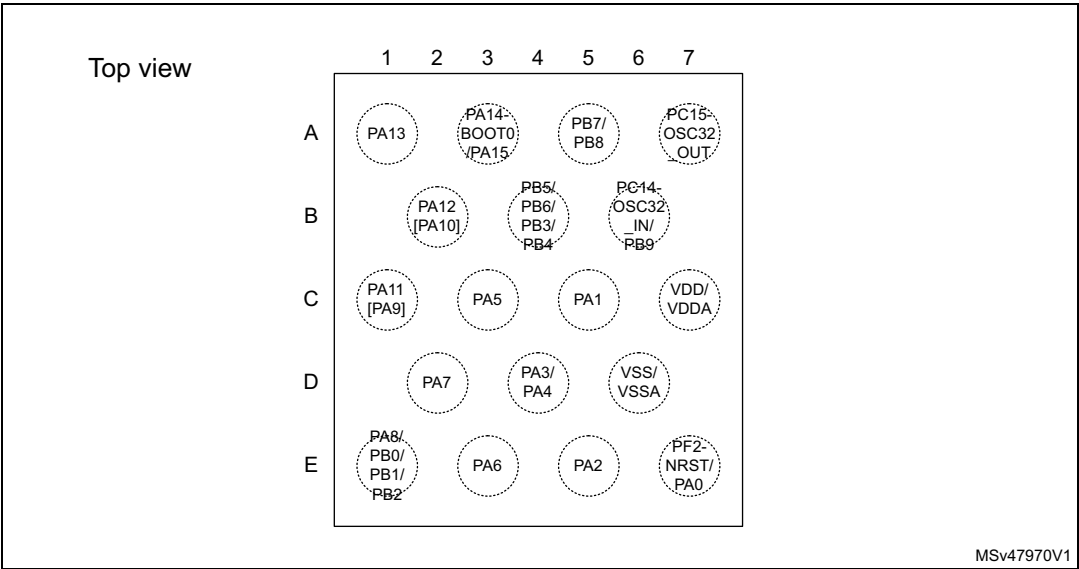 Top view
1 2 3 4 5 6 7
A
PA13
PA14-
BOOT0
/PA15
PB7/
PB8
PC15-
OSC32
_OUT
B
PA12
[PA10]
PB5/
PB6/
PB3/
PB4
PC14-
OSC32
_IN/
PB9
C
PA11
[PA9]
PA5
PA1
VDD/
VDDA
D
PA7
PA3/
PA4
VSS/
VSSA
E
PA8/
PB0/
PB1/
PB2
PA6
PA2
PF2-
NRST/
PA0
MSv47970V1